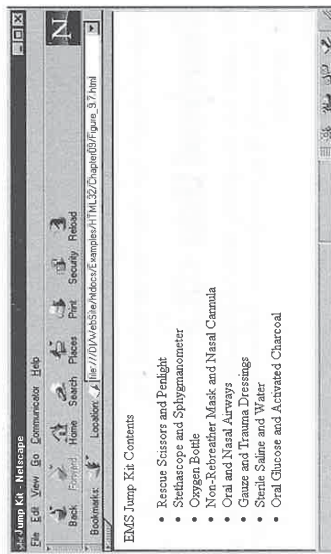 Jump Kit - Netscape
File Edit View Go Communicator Help
Back Forward Home Search Places Print Security Reload
Bookmarks: Location: file:///D|/WebSite/htdocs/Examples/HTML32/Chapter03/Figure_3.7.html
N
EMS Jump Kit Contents
• Rescue Scissors and Penlight
• Stethascope and Sphygmanometer
• Oxygen Bottle
• Non-Rebreather Mask and Nasal Cannula
• Oral and Nasal Airways
• Gauze and Trauma Dressings
• Sterile Saline and Water
• Oral Glucose and Activated Charcoal